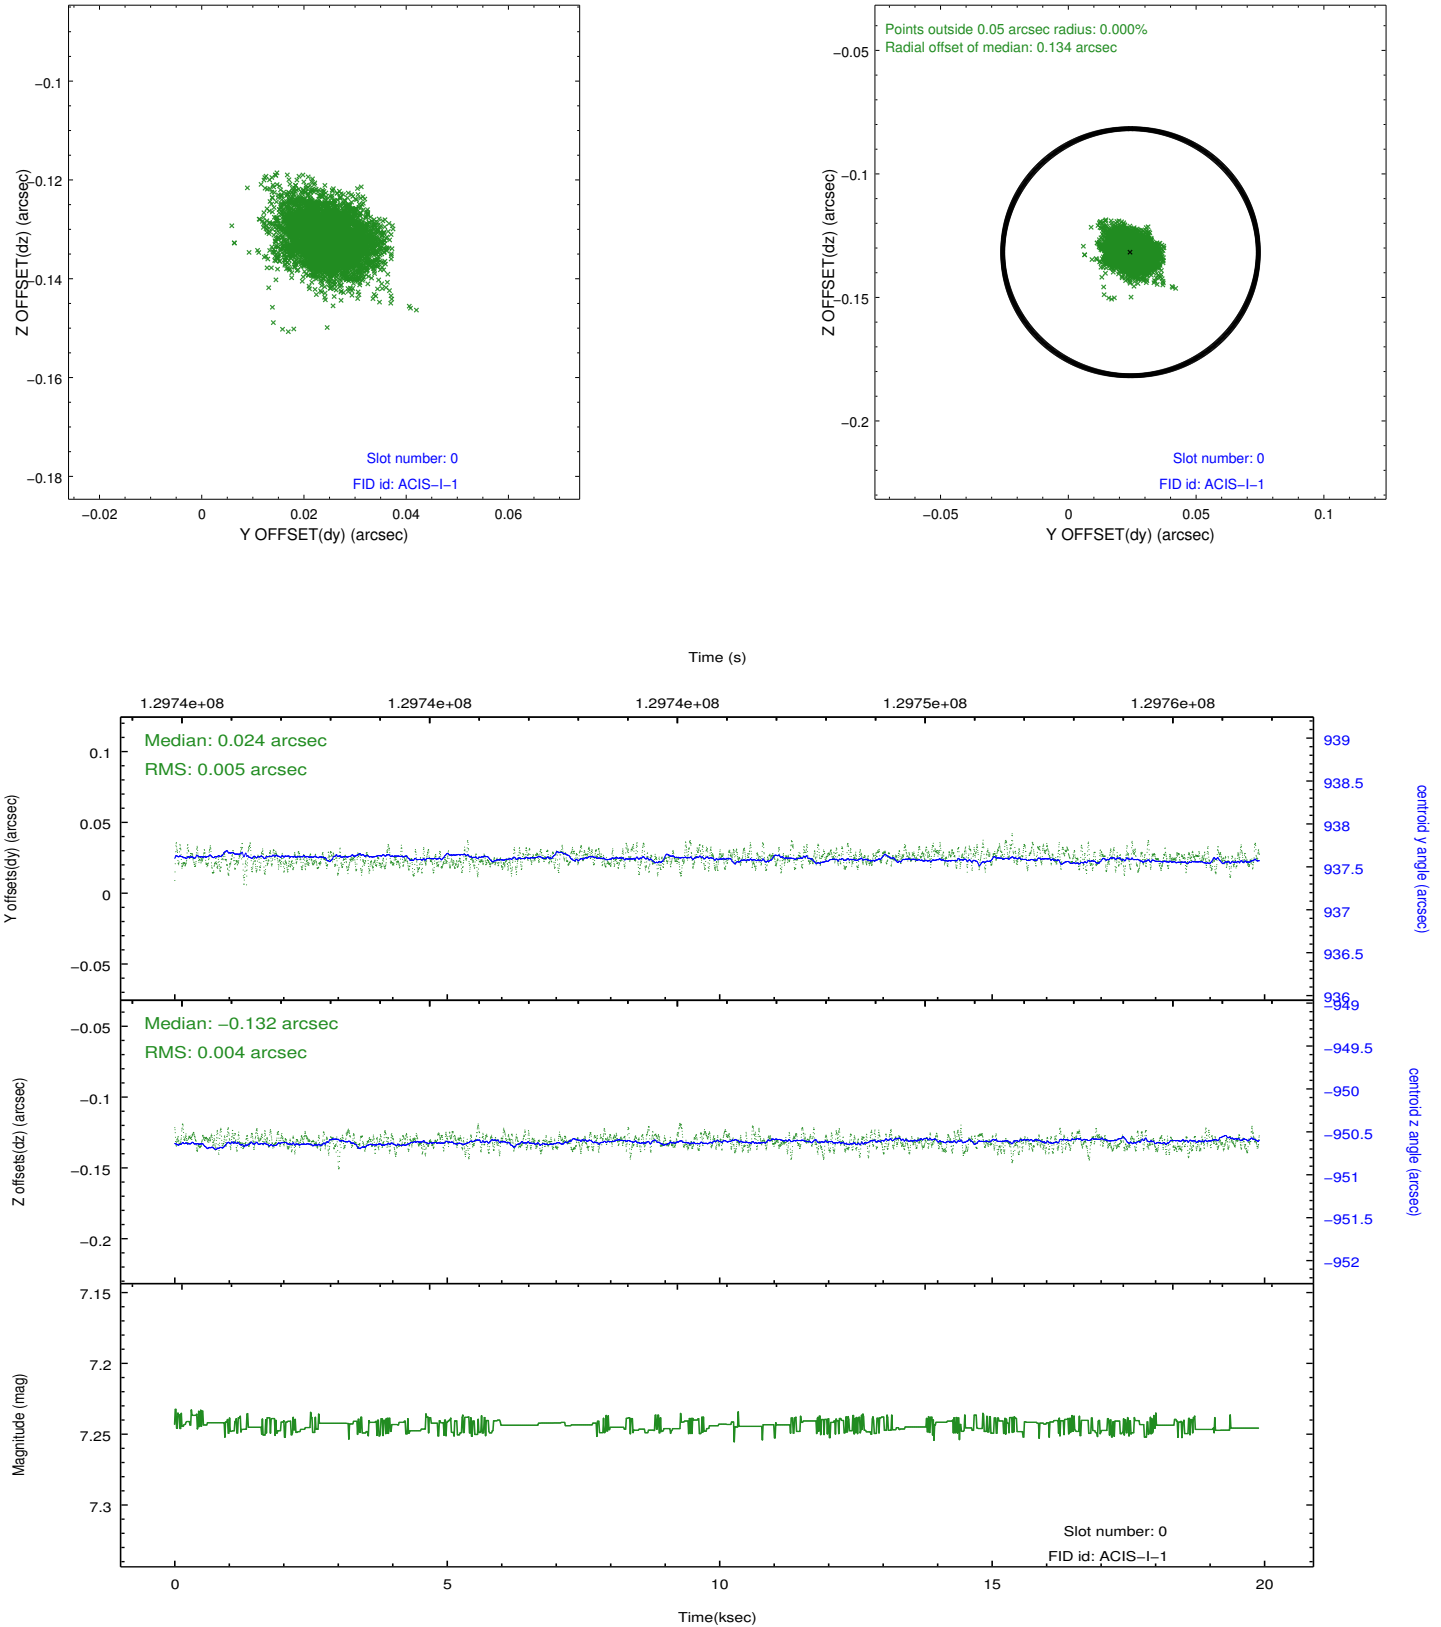 −0.1
−0.12
−0.14
−0.16
−0.18
Z OFFSET(dz) (arcsec)
Slot number: 0
FID id: ACIS−I−1
−0.02
0
0.02
0.04
0.06
Y OFFSET(dy) (arcsec)
Points outside 0.05 arcsec radius: 0.000%
Radial offset of median: 0.134 arcsec
−0.05
−0.1
−0.15
−0.2
Z OFFSET(dz) (arcsec)
Slot number: 0
FID id: ACIS−I−1
−0.05
0
0.05
0.1
Y OFFSET(dy) (arcsec)
Time (s)
1.2974e+08
1.2974e+08
1.2974e+08
1.2975e+08
1.2976e+08
Median: 0.024 arcsec
RMS: 0.005 arcsec
0.1
0.05
0
−0.05
Y offsets(dy) (arcsec)
939
938.5
938
937.5
937
936.5
936
centroid y angle (arcsec)
Median: −0.132 arcsec
RMS: 0.004 arcsec
−0.05
−0.1
−0.15
−0.2
Z offsets(dz) (arcsec)
−949
−949.5
−950
−950.5
−951
−951.5
−952
centroid z angle (arcsec)
7.15
7.2
7.25
7.3
Magnitude (mag)
Slot number: 0
FID id: ACIS−I−1
0
5
10
15
20
Time(ksec)